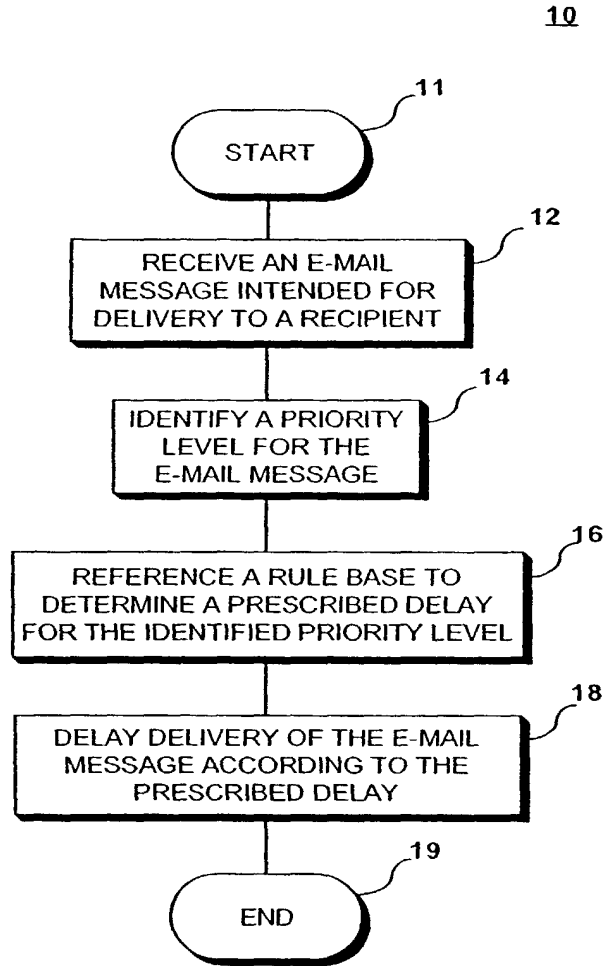 10
11
START
12
RECEIVE AN E-MAIL
MESSAGE INTENDED FOR
DELIVERY TO A RECIPIENT
14
IDENTIFY A PRIORITY
LEVEL FOR THE
E-MAIL MESSAGE
16
REFERENCE A RULE BASE TO
DETERMINE A PRESCRIBED DELAY
FOR THE IDENTIFIED PRIORITY LEVEL
18
DELAY DELIVERY OF THE E-MAIL
MESSAGE ACCORDING TO THE
PRESCRIBED DELAY
19
END